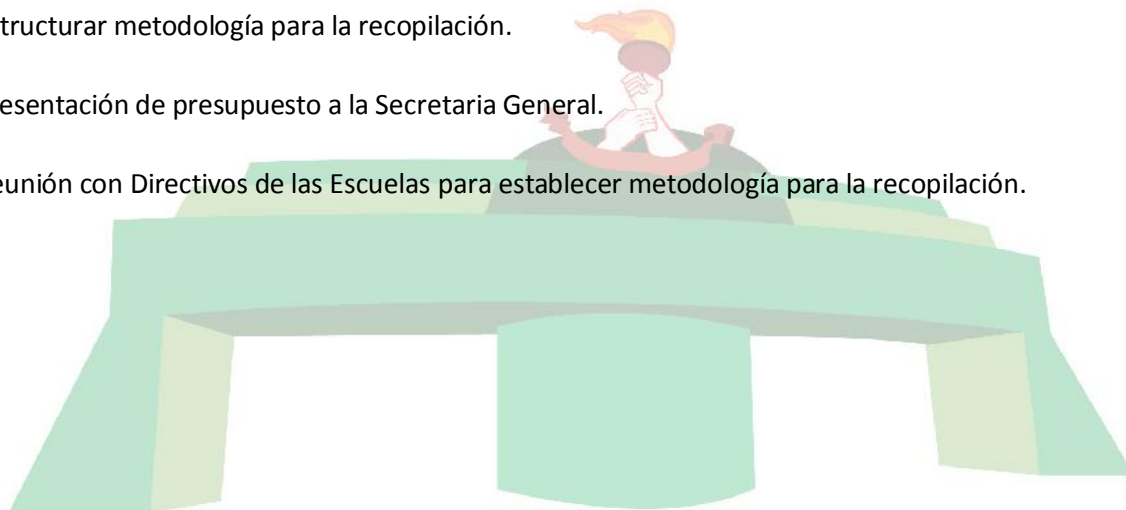 structurar metodología para la recopilación.
esentación de presupuesto a la Secretaria General.
eunión con Directivos de las Escuelas para establecer metodología para la recopilación.